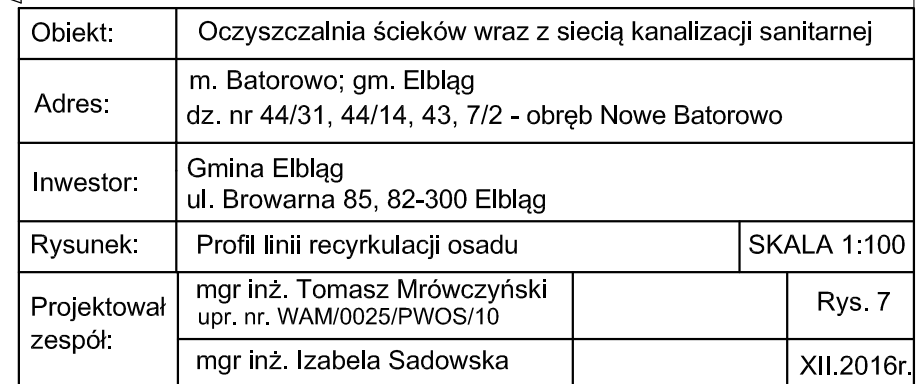 Obiekt: Oczyszczalnia ścieków wraz z siecią kanalizacji sanitarnej
Adres: m. Batorowo; gm. Elbląg
dz. nr 44/31, 44/14, 43, 7/2 - obręb Nowe Batorowo
Inwestor: Gmina Elbląg
ul. Browarna 85, 82-300 Elbląg
Rysunek: Profil linii recyrkulacji osadu SKALA 1:100
Projektował zespół: mgr inż. Tomasz Mrówczyński Rys. 7
upr. nr. WAM/0025/PWOS/10
mgr inż. Izabela Sadowska XII.2016r.